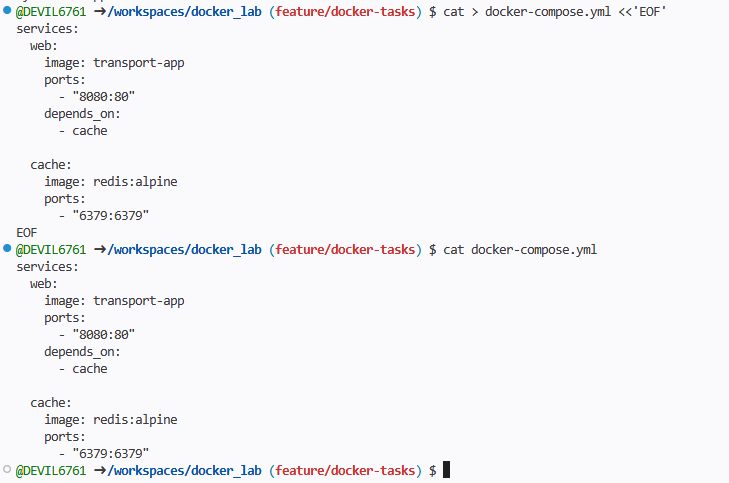 @DEVIL6761 ➜/workspaces/docker_lab (feature/docker-tasks) $ cat > docker-compose.yml <<'EOF'
services:
  web:
    image: transport-app
    ports:
      - "8080:80"
    depends_on:
      - cache

  cache:
    image: redis:alpine
    ports:
      - "6379:6379"
EOF
@DEVIL6761 ➜/workspaces/docker_lab (feature/docker-tasks) $ cat docker-compose.yml
services:
  web:
    image: transport-app
    ports:
      - "8080:80"
    depends_on:
      - cache

  cache:
    image: redis:alpine
    ports:
      - "6379:6379"
@DEVIL6761 ➜/workspaces/docker_lab (feature/docker-tasks) $